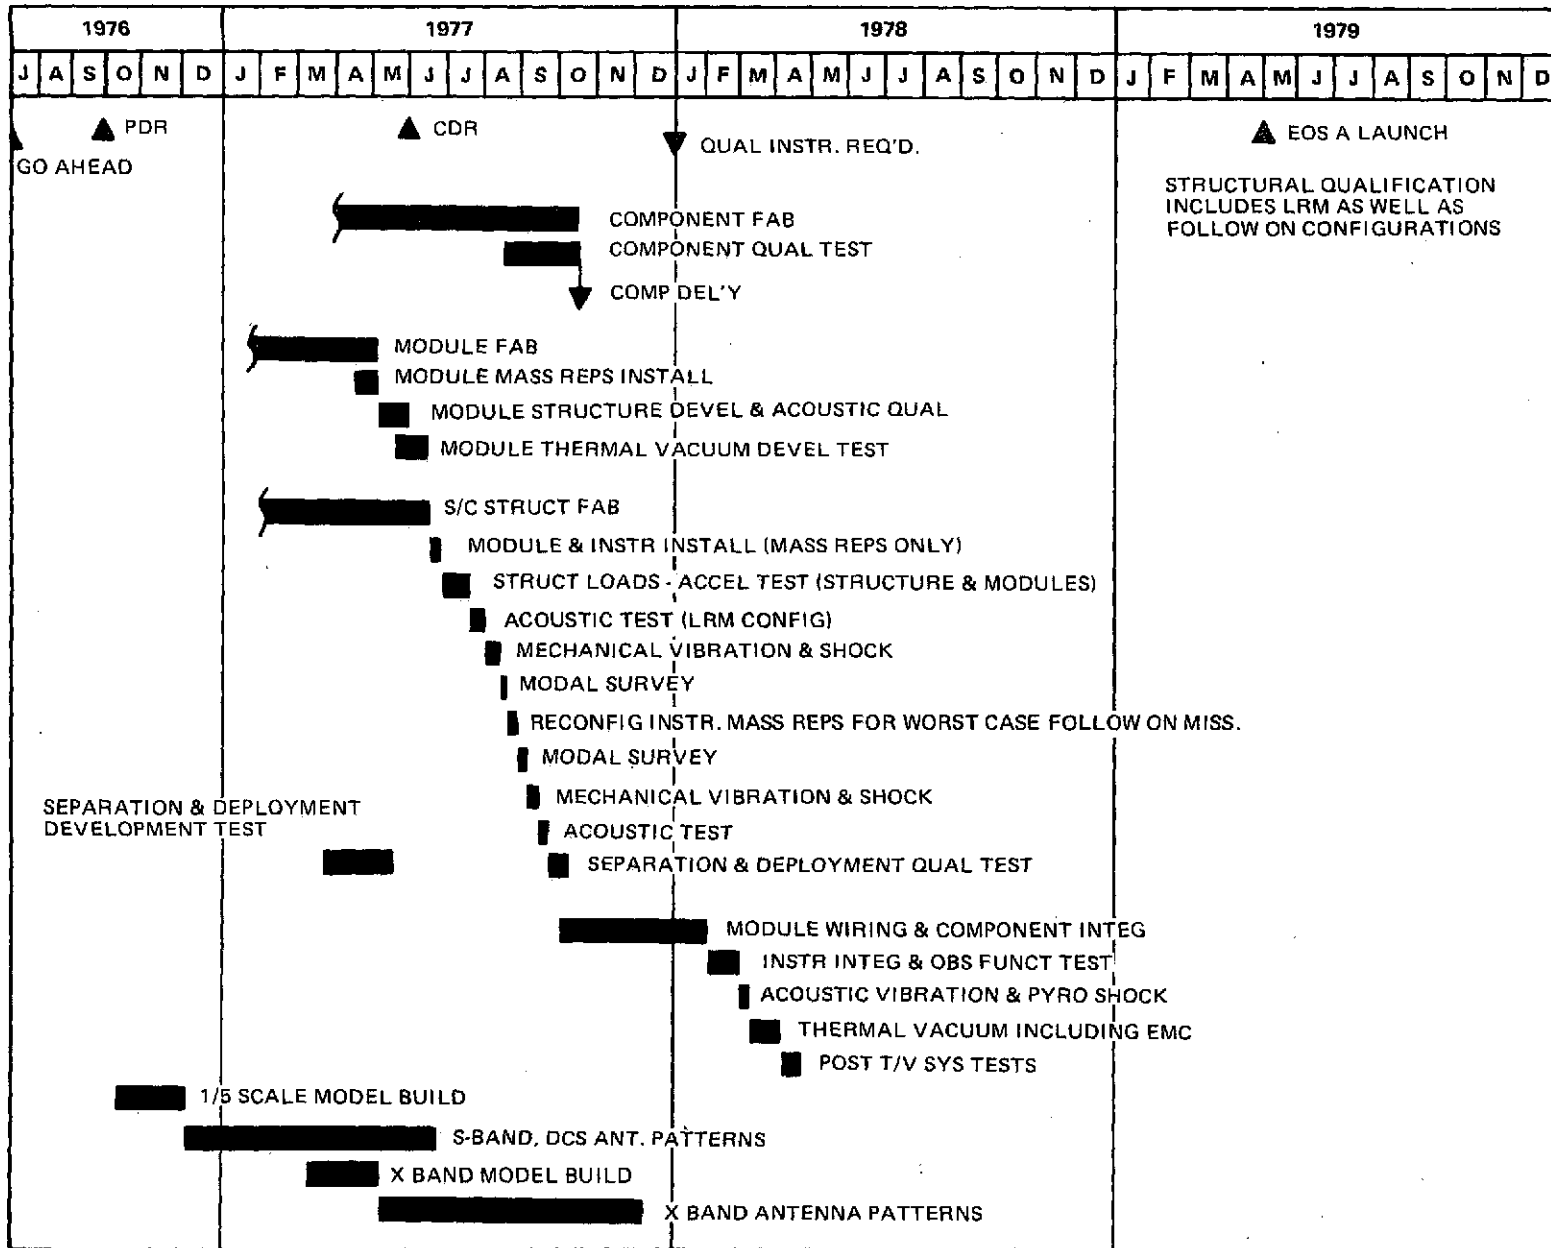 1976 1977 1978 1979
J A S O N D J F M A M J J A S O N D J F M A M J J A S O N D J F M A M J J A S O N D
PDR CDR QUAL INSTR. REQ'D. EOS A LAUNCH
GO AHEAD
STRUCTURAL QUALIFICATION
INCLUDES LRM AS WELL AS
FOLLOW ON CONFIGURATIONS
COMPONENT FAB
COMPONENT QUAL TEST
COMP DEL'Y
MODULE FAB
MODULE MASS REPS INSTALL
MODULE STRUCTURE DEVEL & ACOUSTIC QUAL
MODULE THERMAL VACUUM DEVEL TEST
S/C STRUCT FAB
MODULE & INSTR INSTALL (MASS REPS ONLY)
STRUCT LOADS - ACCEL TEST (STRUCTURE & MODULES)
ACOUSTIC TEST (LRM CONFIG)
MECHANICAL VIBRATION & SHOCK
MODAL SURVEY
RECONFIG INSTR. MASS REPS FOR WORST CASE FOLLOW ON MISS.
MODAL SURVEY
MECHANICAL VIBRATION & SHOCK
SEPARATION & DEPLOYMENT
DEVELOPMENT TEST
ACOUSTIC TEST
SEPARATION & DEPLOYMENT QUAL TEST
MODULE WIRING & COMPONENT INTEG
INSTR INTEG & OBS FUNCT TEST
ACOUSTIC VIBRATION & PYRO SHOCK
THERMAL VACUUM INCLUDING EMC
POST T/V SYS TESTS
1/5 SCALE MODEL BUILD
S-BAND, DCS ANT. PATTERNS
X BAND MODEL BUILD
X BAND ANTENNA PATTERNS